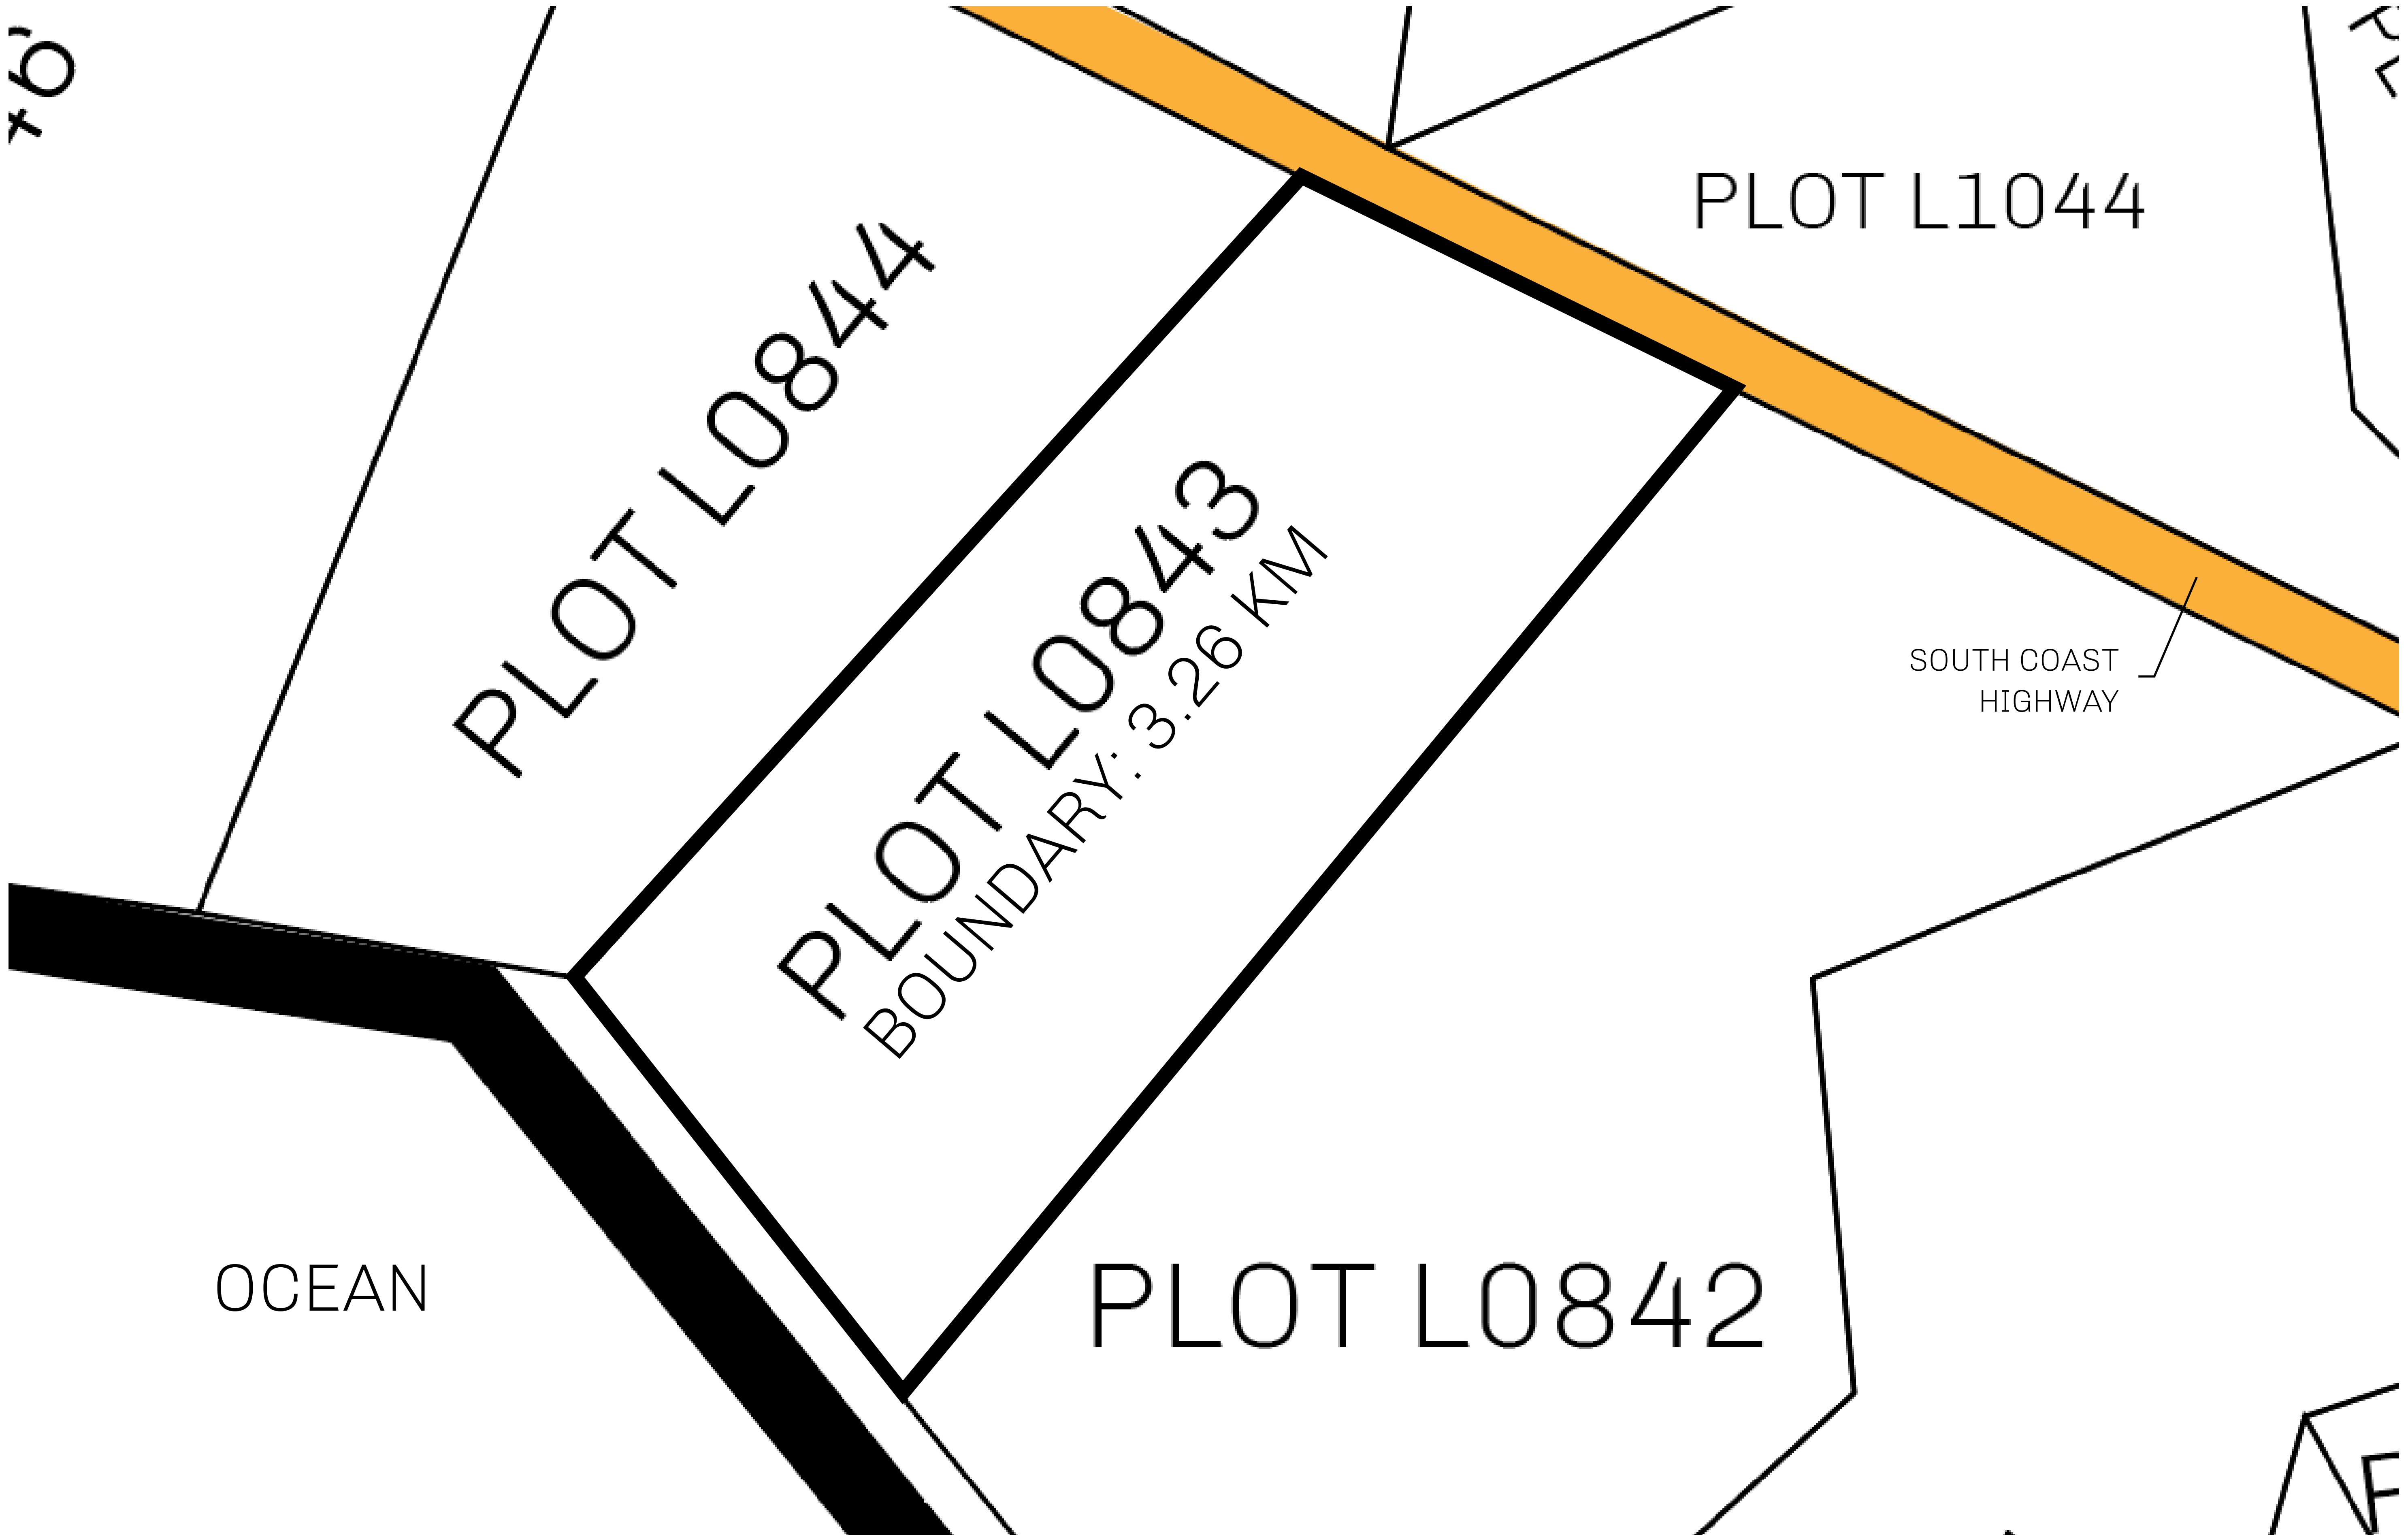 PLOT L1044
PLOT L0844
PLOT L0843
BOUNDARY: 3.26 KM
SOUTH COAST
HIGHWAY
PLOT L0842
OCEAN